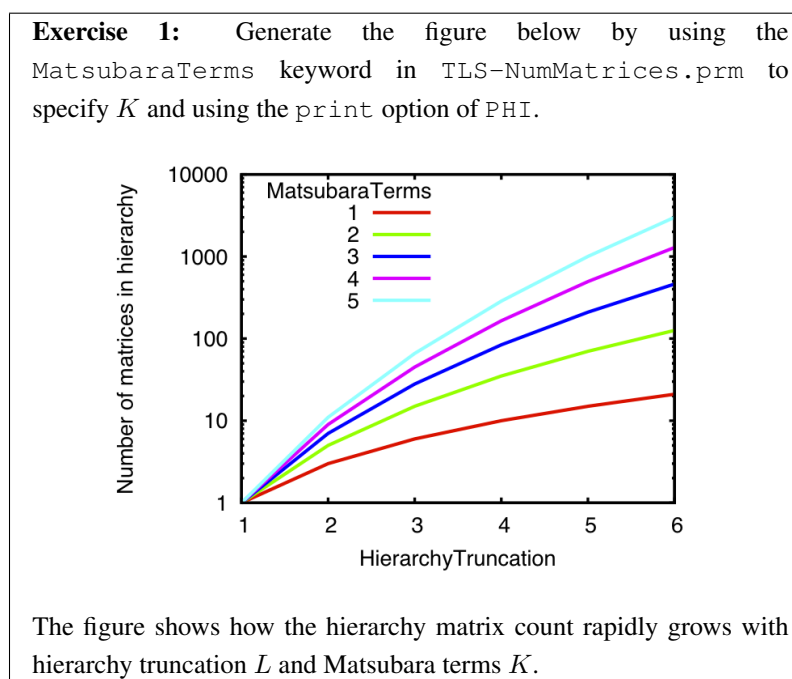 Exercise 1: Generate the figure below by using the
MatsubaraTerms keyword in TLS-NumMatrices.prm to
specify K and using the print option of PHI.
10000
1000
100
10
1
Number of matrices in hierarchy
MatsubaraTerms
1
2
3
4
5
1 2 3 4 5 6
HierarchyTruncation
The figure shows how the hierarchy matrix count rapidly grows with
hierarchy truncation L and Matsubara terms K.